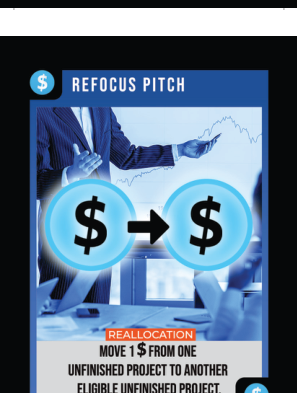 $ REFOCUS PITCH
$ → $
REALLOCATION
MOVE 1 $ FROM ONE
UNFINISHED PROJECT TO ANOTHER
ELIGIBLE UNFINISHED PROJECT.
$